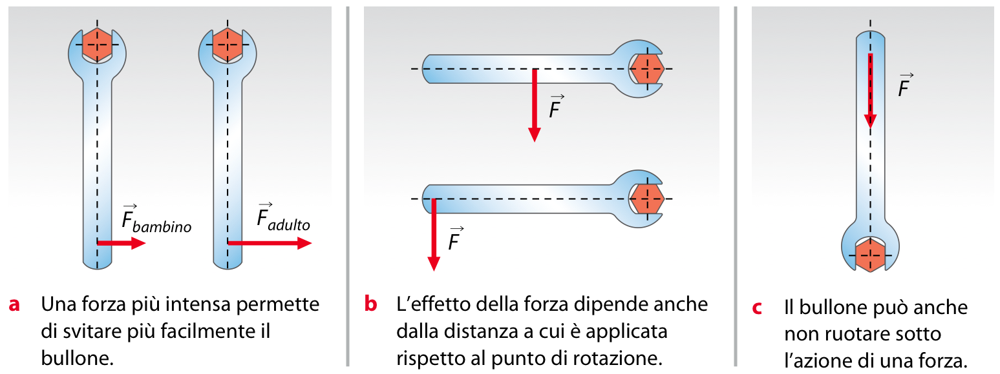 F bambino
F adulto
a Una forza più intensa permette
di svitare più facilmente il
bullone.
F
F
b L’effetto della forza dipende anche
dalla distanza a cui è applicata
rispetto al punto di rotazione.
F
c Il bullone può anche
non ruotare sotto
l’azione di una forza.